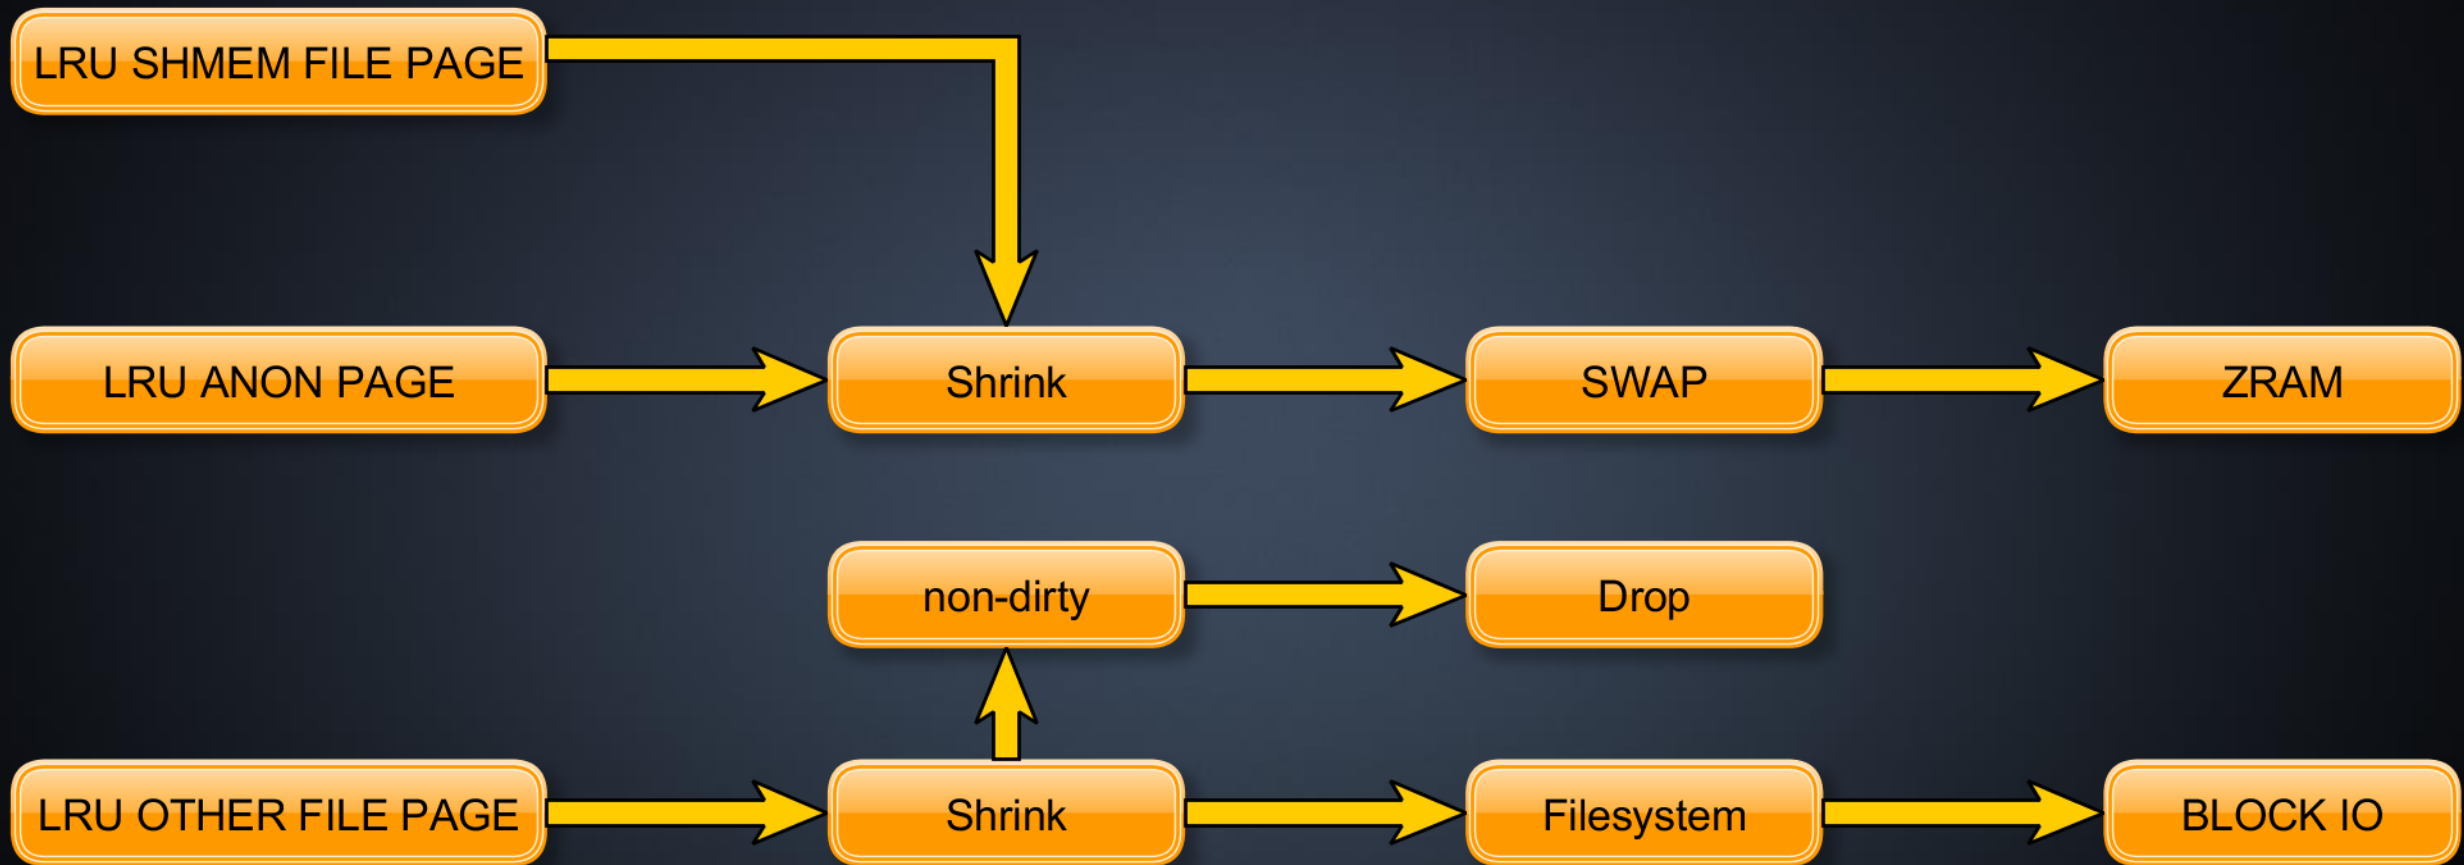 LRU SHMEM FILE PAGE
LRU ANON PAGE
Shrink
SWAP
ZRAM
non-dirty
Drop
LRU OTHER FILE PAGE
Shrink
Filesystem
BLOCK IO